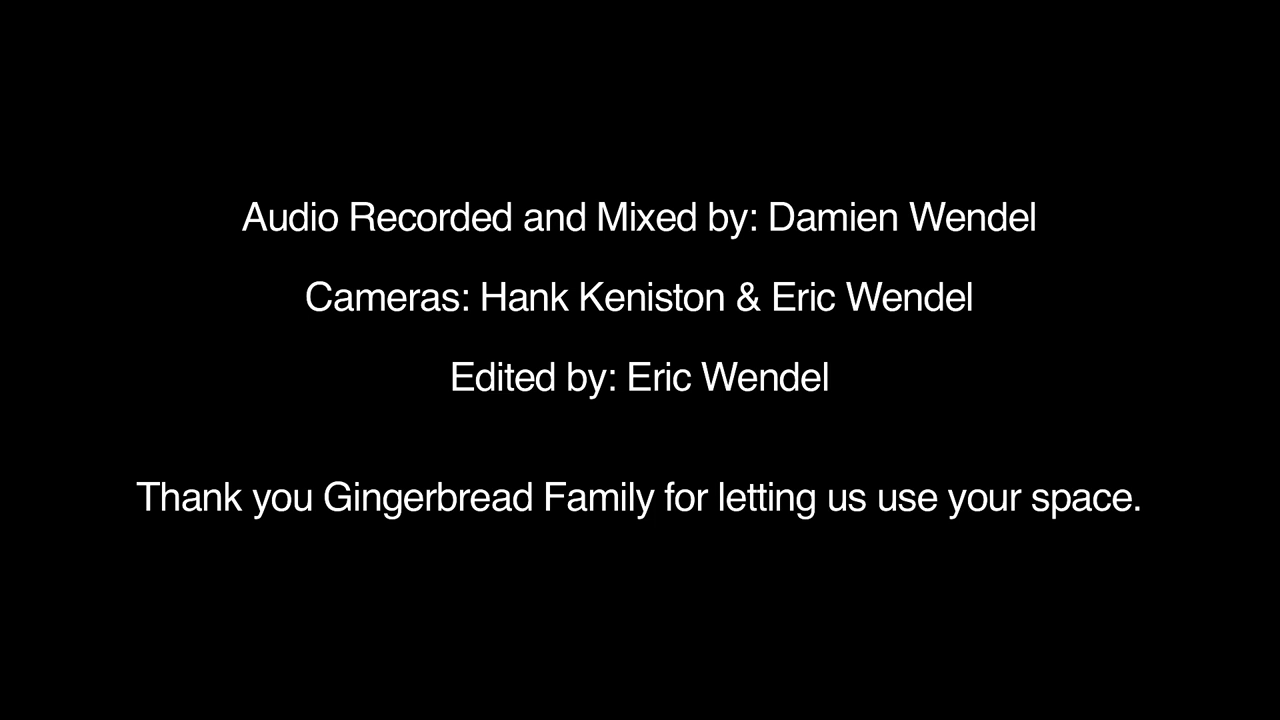 Audio Recorded and Mixed by: Damien Wendel
Cameras: Hank Keniston & Eric Wendel
Edited by: Eric Wendel
Thank you Gingerbread Family for letting us use your space.